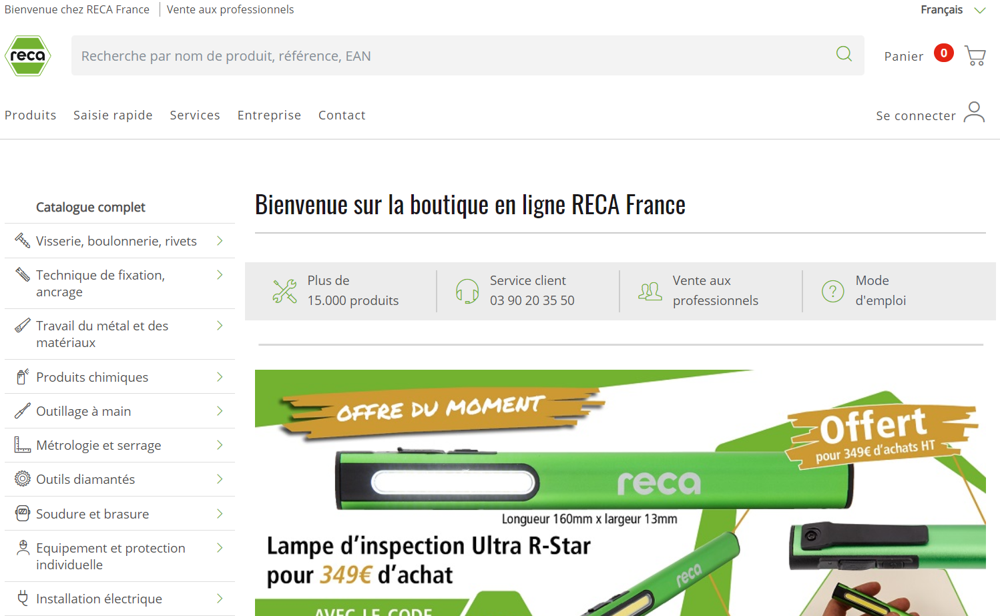 Bienvenue chez RECA France
Vente aux professionnels
Français
reca
Recherche par nom de produit, référence, EAN
Panier
0
Produits
Saisie rapide
Services
Entreprise
Contact
Se connecter
Catalogue complet
Visserie, boulonnerie, rivets
Technique de fixation,
ancrage
Travail du métal et des
matériaux
Produits chimiques
Outillage à main
Métrologie et serrage
Outils diamantés
Soudure et brasure
Equipement et protection
individuelle
Installation électrique
Bienvenue sur la boutique en ligne RECA France
Plus de
15.000 produits
Service client
03 90 20 35 50
Vente aux
professionnels
Mode
d'emploi
OFFRE DU MOMENT
Offert
pour 349€ d'achats HT
reca
Longueur 160mm x largeur 13mm
Lampe d'inspection Ultra R-Star
pour 349€ d'achat
reca
AVEC LE CODE